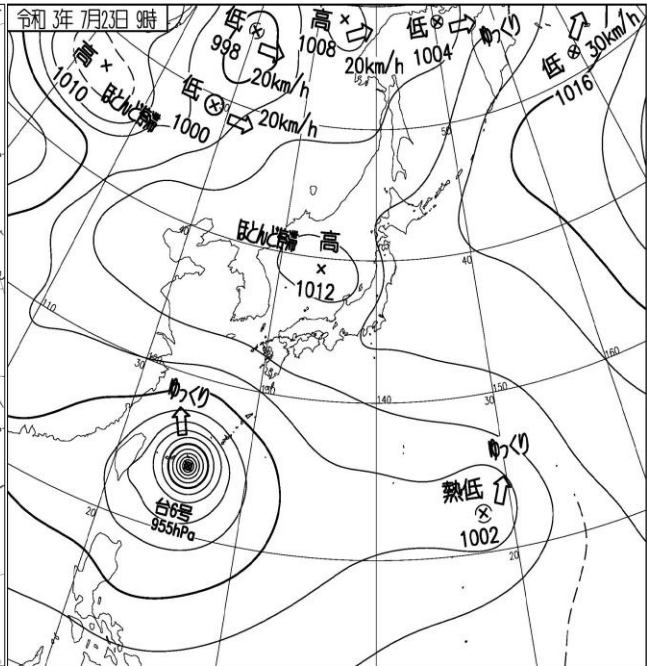 令和 3年 7月23日 9時
低
998
20km/h
高
1008
20km/h
低
1004
ゆっくり
低
30km/h
1016
高
1010
ほとんど停滞
低
1000
20km/h
50
40
ほとんど停滞
高
1012
40
110
30
120
130
140
30
150
160
ゆっくり
台6号
955hPa
ゆっくり
熱低
1002
20
20